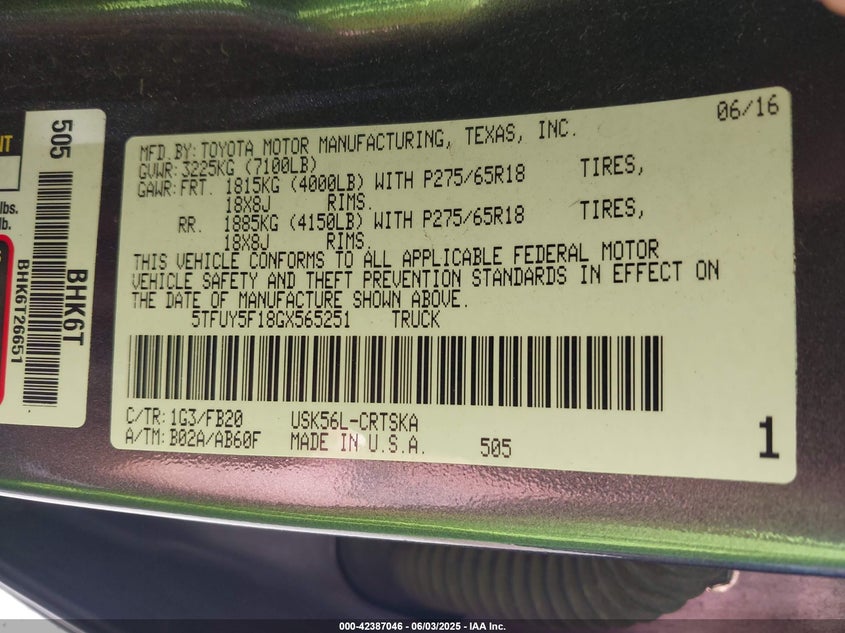 06/16
MFD.BY:TOYOTA MOTOR MANUFACTURING, TEXAS, INC.
GVWR:3225KG (7100LB)
GAWR:FRT. 1815KG (4000LB) WITH P275/65R18 TIRES,
18X8J RIMS.
RR. 1885KG (4150LB) WITH P275/65R18 TIRES,
18X8J RIMS.
THIS VEHICLE CONFORMS TO ALL APPLICABLE FEDERAL MOTOR
VEHICLE SAFETY AND THEFT PREVENTION STANDARDS IN EFFECT ON
THE DATE OF MANUFACTURE SHOWN ABOVE.
5TFUY5F18GX565251 TRUCK
C/TR:1G3/FB20 USK56L-CRTSKA
A/TM:B02A/AB60F MADE IN U.S.A. 505
1
505
BHK6T
BHK6T26651
lbs.
lb.
000-42387046 - 06/03/2025 - IAA Inc.